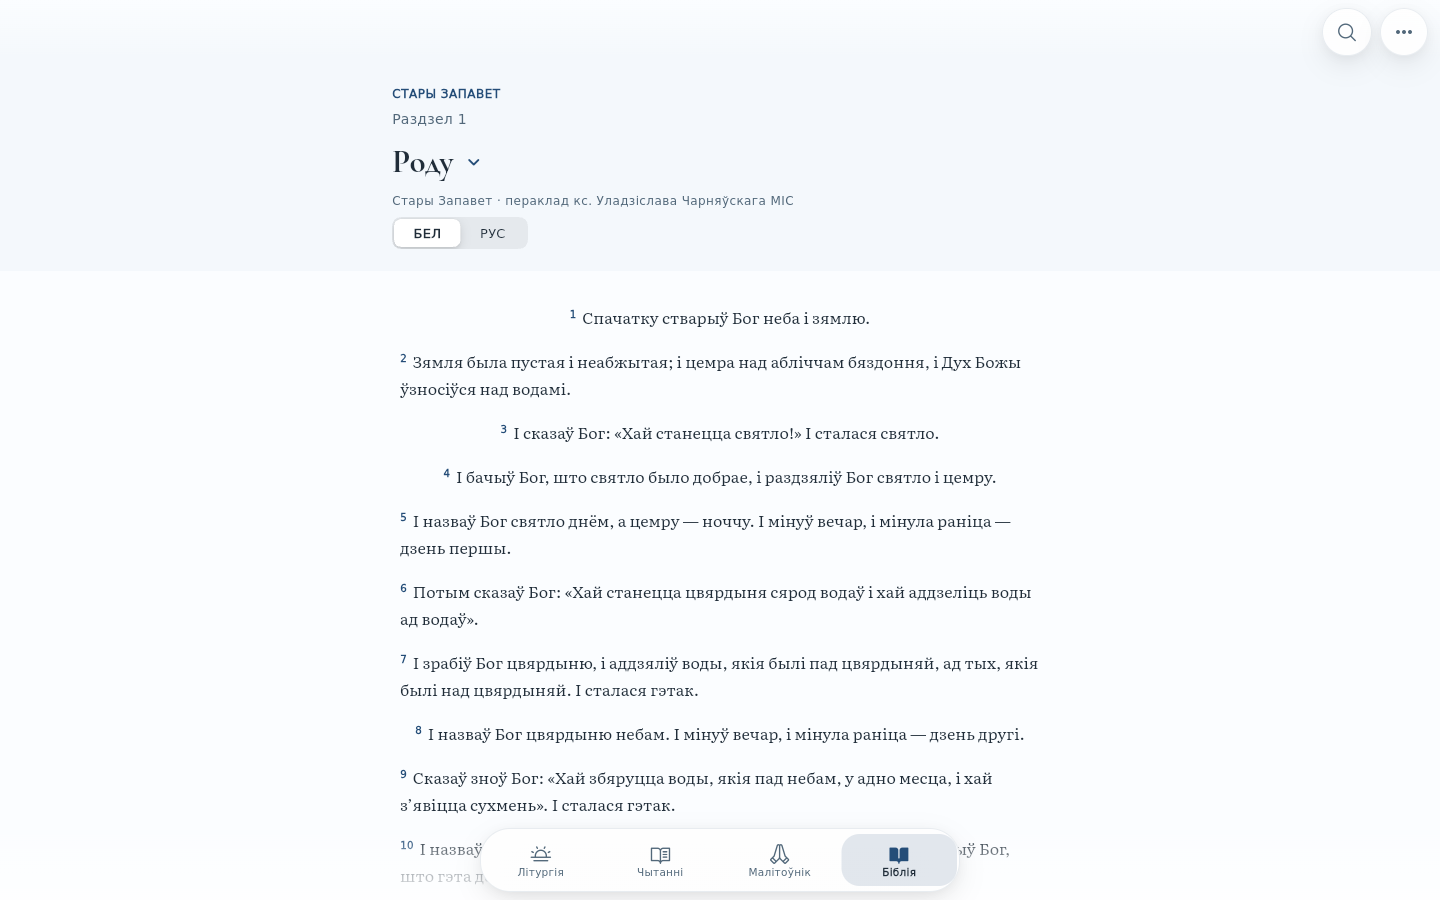 СТАРЫ ЗАПАВЕТ
Раздзел 1
Роду
Стары Запавет · пераклад кс. Уладзіслава Чарняўскага МІС
БЕЛ РУС
1 Спачатку стварыў Бог неба і зямлю.
2 Зямля была пустая і неабжытая; і цемра над абліччам бяздоння, і Дух Божы
ўзносіўся над водамі.
3 І сказаў Бог: «Хай станецца святло!» І сталася святло.
4 І бачыў Бог, што святло было добрае, і раздзяліў Бог святло і цемру.
5 І назваў Бог святло днём, а цемру — ноччу. І мінуў вечар, і мінула раніца —
дзень першы.
6 Потым сказаў Бог: «Хай станецца цвярдыня сярод водаў і хай аддзеліць воды
ад водаў».
7 І зрабіў Бог цвярдыню, і аддзяліў воды, якія былі пад цвярдыняй, ад тых, якія
былі над цвярдыняй. І сталася гэтак.
8 І назваў Бог цвярдыню небам. І мінуў вечар, і мінула раніца — дзень другі.
9 Сказаў зноў Бог: «Хай збяруцца воды, якія пад небам, у адно месца, і хай
з’явіцца сухмень». І сталася гэтак.
10 І назваў Бог,
што гэта
Літургія Чытанні Малітоўнік Біблія